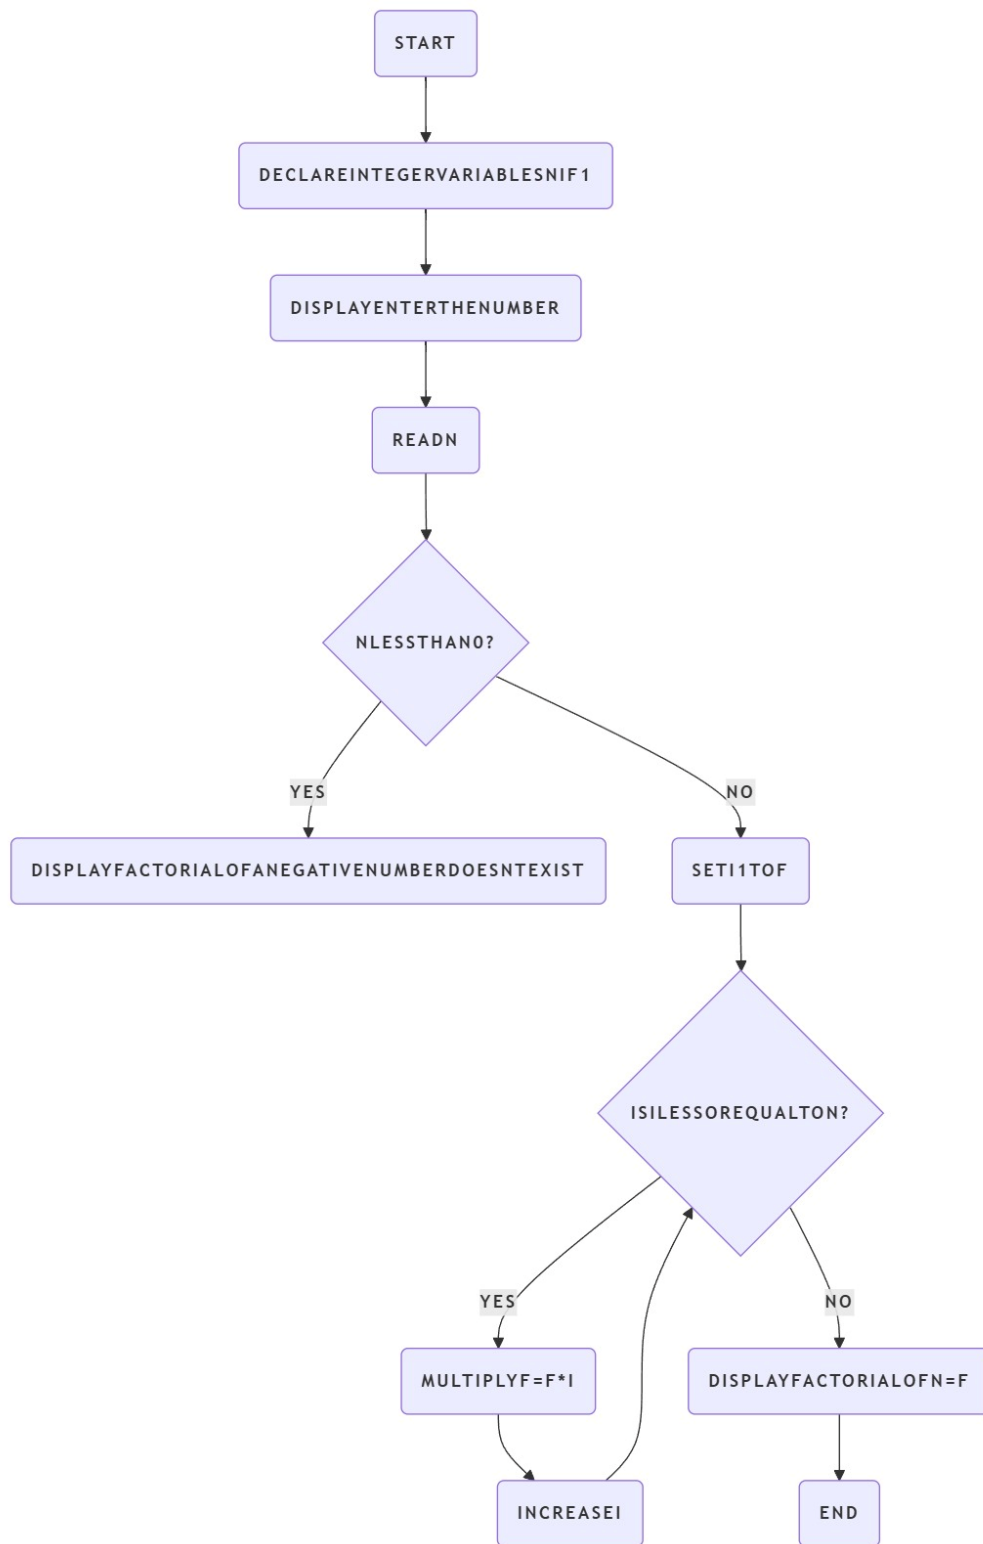 START
DECLAREINTEGERVARIABLESNIF1
DISPLAYENTERTHENUMBER
READN
NLESSTHAN0?
YES
NO
DISPLAYFACTORIALOFANEGATIVENUMBERDOESNTEXIST
SETI1TOF
ISILESSOREQUALTON?
YES
NO
MULTIPLYF=F*I
DISPLAYFACTORIALOFN=F
INCREASEI
END